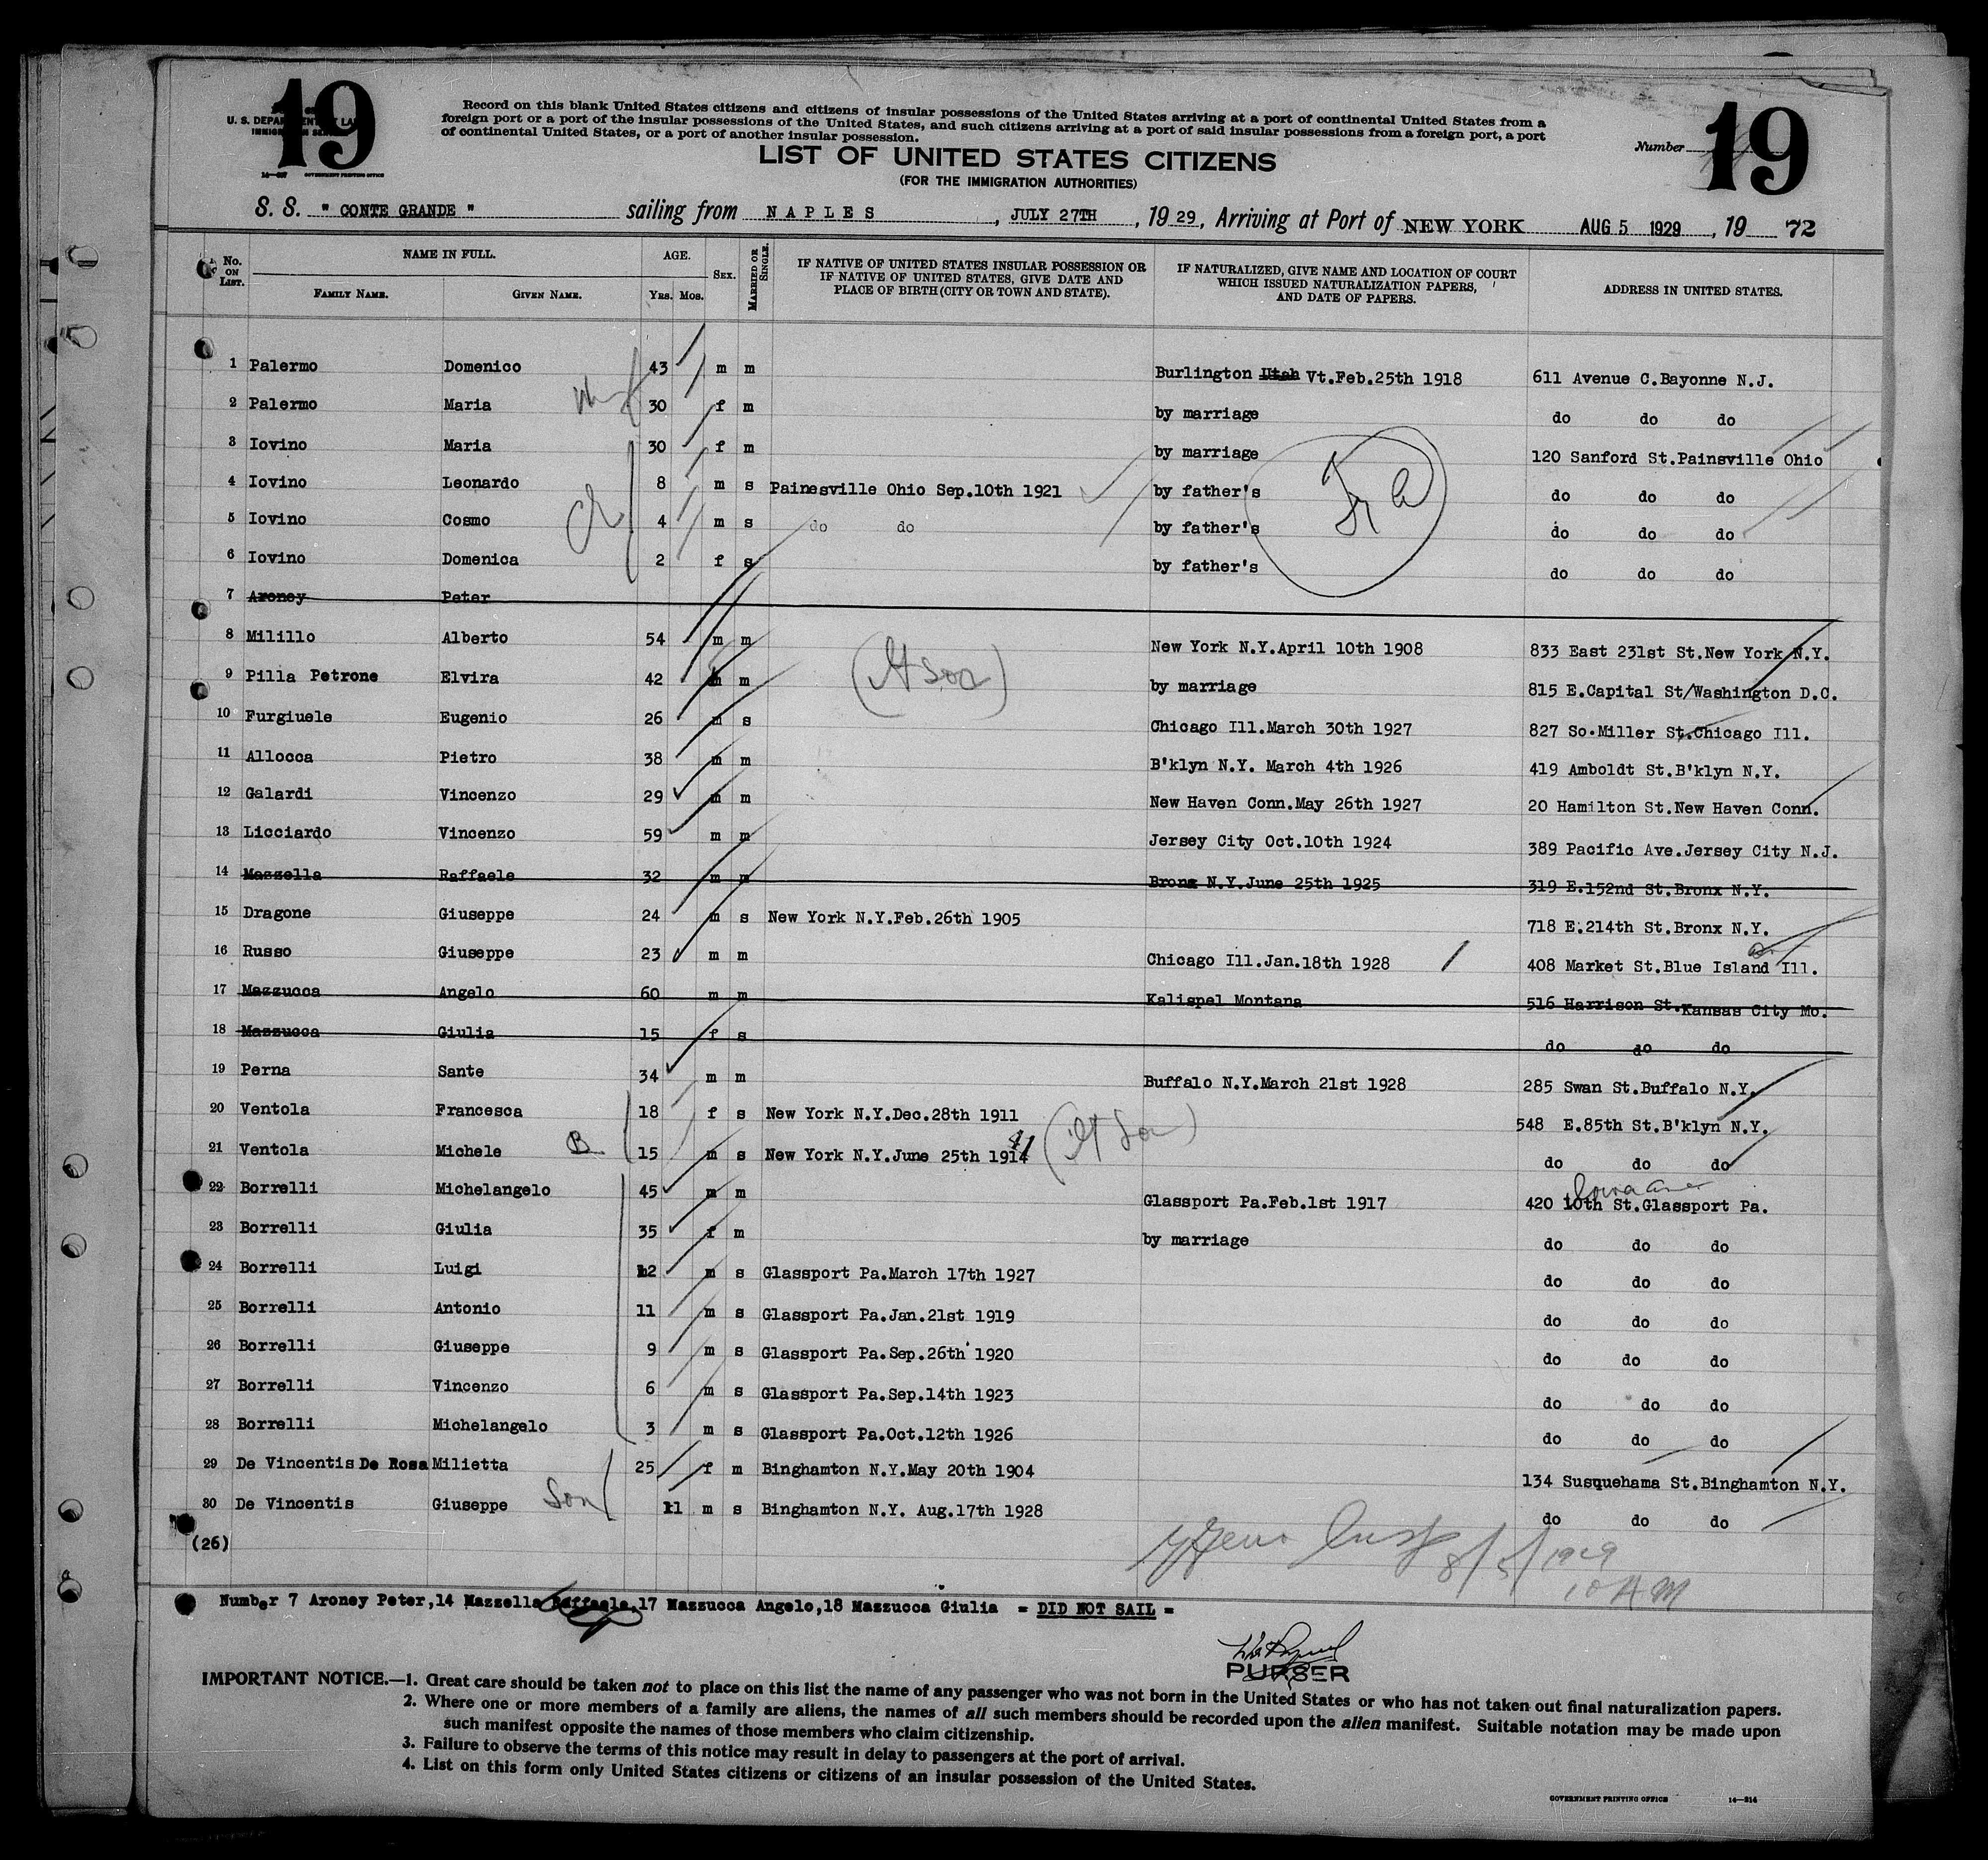 19
U. S. DEPARTMENT OF LABOR
IMMIGRATION SERVICE
14—207 GOVERNMENT PRINTING OFFICE
Record on this blank United States citizens and citizens of insular possessions of the United States arriving at a port of continental United States from a
foreign port or a port of the insular possessions of the United States, and such citizens arriving at a port of said insular possessions from a foreign port, a port
of continental United States, or a port of another insular possession.
Number 19
LIST OF UNITED STATES CITIZENS
(FOR THE IMMIGRATION AUTHORITIES)
S. S. " CONTE GRANDE " sailing from NAPLES, JULY 27TH, 1929, Arriving at Port of NEW YORK AUG 5 1929, 19 72
No. ON LIST. NAME IN FULL. FAMILY NAME. GIVEN NAME. AGE. YRS. MOS. SEX. MARRIED OR SINGLE. IF NATIVE OF UNITED STATES INSULAR POSSESSION OR IF NATIVE OF UNITED STATES, GIVE DATE AND PLACE OF BIRTH (CITY OR TOWN AND STATE). IF NATURALIZED, GIVE NAME AND LOCATION OF COURT WHICH ISSUED NATURALIZATION PAPERS, AND DATE OF PAPERS. ADDRESS IN UNITED STATES.
1 Palermo Domenico 43 m m Burlington Utah Vt.Feb.25th 1918 611 Avenue C.Bayonne N.J.
2 Palermo Maria 30 f m by marriage do do do
3 Iovino Maria 30 f m by marriage 120 Sanford St.Painsville Ohio
4 Iovino Leonardo 8 m s Painesville Ohio Sep.10th 1921 by father's do do do
5 Iovino Cosmo 4 m s do do by father's do do do
6 Iovino Domenica 2 f s by father's do do do
7 Aroney Peter
8 Milillo Alberto 54 m m New York N.Y.April 10th 1908 833 East 231st St.New York N.Y.
9 Pilla Petrone Elvira 42 m by marriage 815 E.Capital St/Washington D.C.
10 Furgiuele Eugenio 26 m s Chicago Ill.March 30th 1927 827 So.Miller St.Chicago Ill.
11 Allocca Pietro 38 m m B'klyn N.Y. March 4th 1926 419 Amboldt St.B'klyn N.Y.
12 Galardi Vincenzo 29 m m New Haven Conn.May 26th 1927 20 Hamilton St.New Haven Conn.
13 Licciardo Vincenzo 59 m m Jersey City Oct.10th 1924 389 Pacific Ave.Jersey City N.J.
14 Mazzella Raffaele 32 m m Bronx N.Y.June 25th 1925 319 E.152nd St.Bronx N.Y.
15 Dragone Giuseppe 24 m s New York N.Y.Feb.26th 1905 718 E.214th St.Bronx N.Y.
16 Russo Giuseppe 23 m m Chicago Ill.Jan.18th 1928 408 Market St.Blue Island Ill.
17 Mazzucca Angelo 60 m m Kalispel Montana 516 Harrison St.Kansas City Mo.
18 Mazzucca Giulia 15 f s do do do
19 Perna Sante 34 m m Buffalo N.Y.March 21st 1928 285 Swan St.Buffalo N.Y.
20 Ventola Francesca 18 f s New York N.Y.Dec.28th 1911 548 E.85th St.B'klyn N.Y.
21 Ventola Michele B 15 m s New York N.Y.June 25th 1914 do do do
22 Borrelli Michelangelo 45 m m Glassport Pa.Feb.1st 1917 420 10th St.Glassport Pa.
23 Borrelli Giulia 35 f m by marriage do do do
24 Borrelli Luigi 12 m s Glassport Pa.March 17th 1927 do do do
25 Borrelli Antonio 11 m s Glassport Pa.Jan.21st 1919 do do do
26 Borrelli Giuseppe 9 m s Glassport Pa.Sep.26th 1920 do do do
27 Borrelli Vincenzo 6 m s Glassport Pa.Sep.14th 1923 do do do
28 Borrelli Michelangelo 3 m s Glassport Pa.Oct.12th 1926 do do do
29 De Vincentis De Rosa Milietta 25 f m Binghamton N.Y.May 20th 1904 134 Susquehama St.Binghamton N.Y.
30 De Vincentis Giuseppe Son 11 m s Binghamton N.Y. Aug.17th 1928 do do do
(26)
8/5/1929
10 AM
Number 7 Aroney Peter,14 Mazzella Raffaele,17 Mazzucca Angelo,18 Mazzucca Giulia = DID NOT SAIL =
PURSER
IMPORTANT NOTICE.—1. Great care should be taken not to place on this list the name of any passenger who was not born in the United States or who has not taken out final naturalization papers.
2. Where one or more members of a family are aliens, the names of all such members should be recorded upon the alien manifest. Suitable notation may be made upon
such manifest opposite the names of those members who claim citizenship.
3. Failure to observe the terms of this notice may result in delay to passengers at the port of arrival.
4. List on this form only United States citizens or citizens of an insular possession of the United States.
GOVERNMENT PRINTING OFFICE 14—214